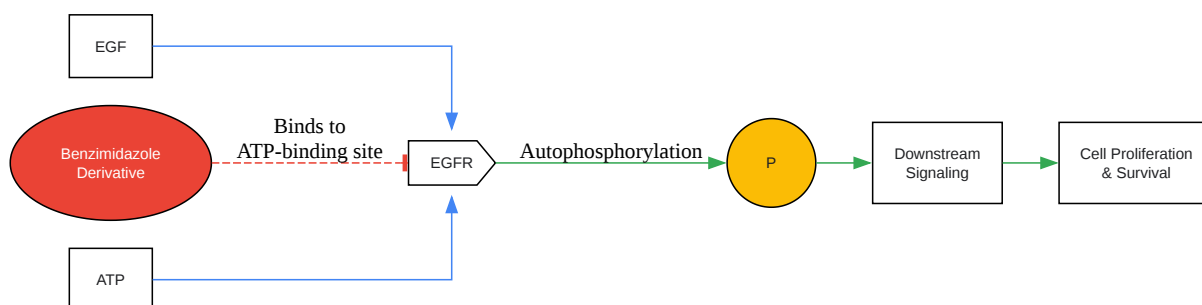 EGF
Benzimidazole
Derivative
Binds to
ATP-binding site
EGFR
Autophosphorylation
P
Downstream
Signaling
Cell Proliferation
& Survival
ATP